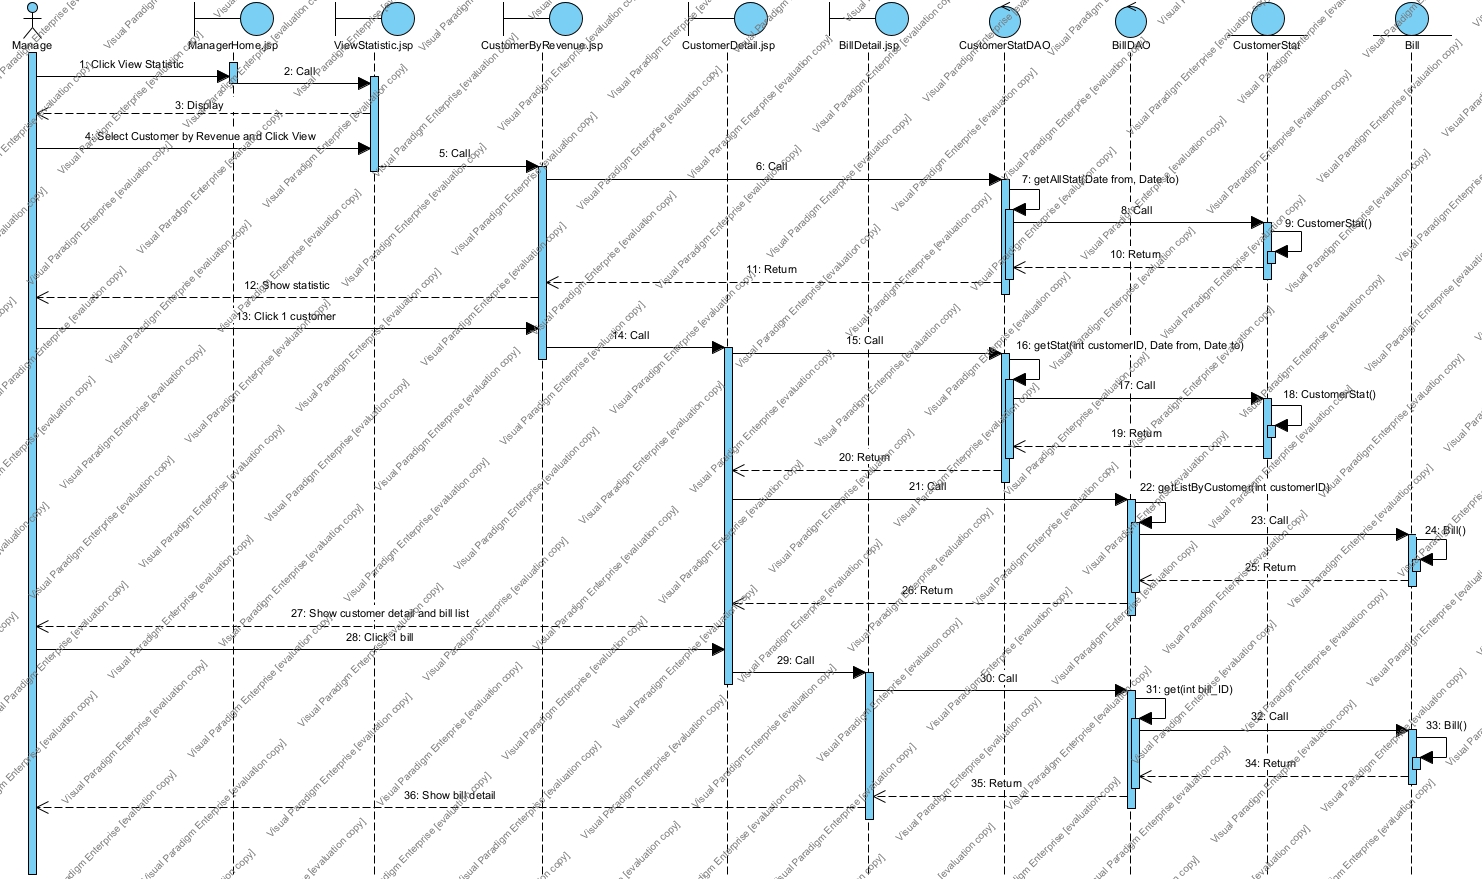 Manage
ManagerHome.jsp
ViewStatistic.jsp
CustomerByRevenue.jsp
CustomerDetail.jsp
BillDetail.jsp
CustomerStatDAO
BillDAO
CustomerStat
Bill
1: Click View Statistic
2: Call
3: Display
4: Select Customer by Revenue and Click View
5: Call
6: Call
7: getAllStat(Date from, Date to)
8: Call
9: CustomerStat()
10: Return
11: Return
12: Show statistic
13: Click 1 customer
14: Call
15: Call
16: getStat(int customerID, Date from, Date to)
17: Call
18: CustomerStat()
19: Return
20: Return
21: Call
22: getListByCustomer(int customerID)
23: Call
24: Bill()
25: Return
26: Return
27: Show customer detail and bill list
28: Click 1 bill
29: Call
30: Call
31: get(int bill_ID)
32: Call
33: Bill()
34: Return
35: Return
36: Show bill detail
Visual Paradigm Enterprise [evaluation copy]